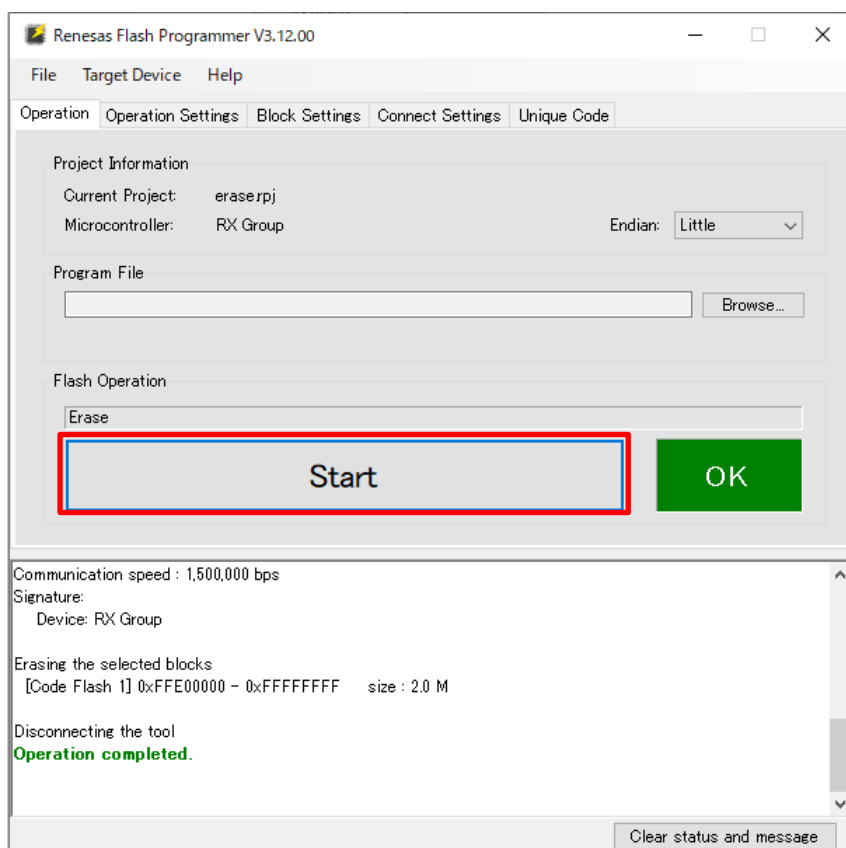 Renesas Flash Programmer V3.12.00
File Target Device Help
Operation Operation Settings Block Settings Connect Settings Unique Code
Project Information
Current Project: erase.rpj
Microcontroller: RX Group Endian: Little
Program File
Browse...
Flash Operation
Erase
Start OK
Communication speed : 1,500,000 bps
Signature:
Device: RX Group
Erasing the selected blocks
[Code Flash 1] 0xFFE00000 - 0xFFFFFFFF size : 2.0 M
Disconnecting the tool
Operation completed.
Clear status and message